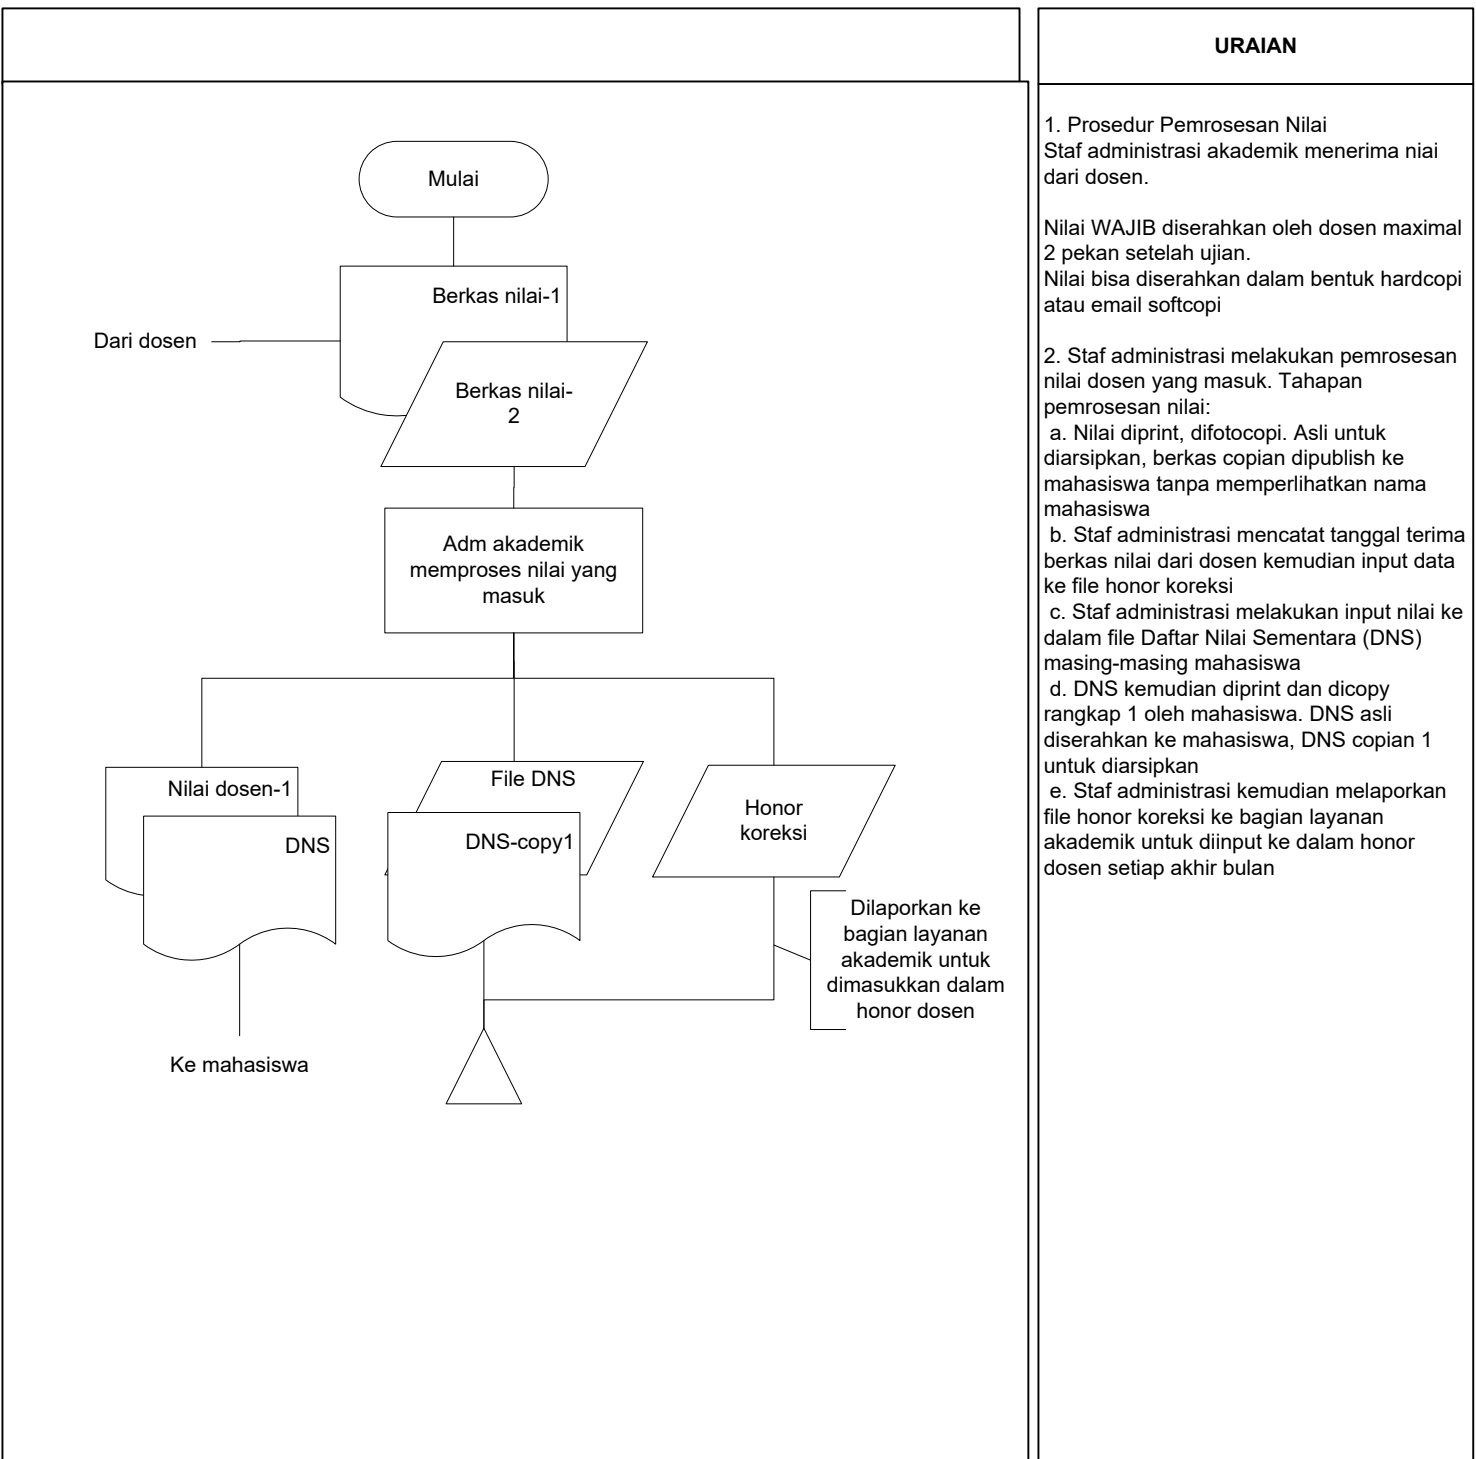 URAIAN
Mulai
Berkas nilai-1
Dari dosen
Berkas nilai-
2
Adm akademik
memproses nilai yang
masuk
Nilai dosen-1
DNS
File DNS
DNS-copy1
Honor
koreksi
Dilaporkan ke
bagian layanan
akademik untuk
dimasukkan dalam
honor dosen
Ke mahasiswa
1. Prosedur Pemrosesan Nilai
Staf administrasi akademik menerima niai
dari dosen.
Nilai WAJIB diserahkan oleh dosen maximal
2 pekan setelah ujian.
Nilai bisa diserahkan dalam bentuk hardcopi
atau email softcopi
2. Staf administrasi melakukan pemrosesan
nilai dosen yang masuk. Tahapan
pemrosesan nilai:
a. Nilai diprint, difotocopi. Asli untuk
diarsipkan, berkas copian dipublish ke
mahasiswa tanpa memperlihatkan nama
mahasiswa
b. Staf administrasi mencatat tanggal terima
berkas nilai dari dosen kemudian input data
ke file honor koreksi
c. Staf administrasi melakukan input nilai ke
dalam file Daftar Nilai Sementara (DNS)
masing-masing mahasiswa
d. DNS kemudian diprint dan dicopy
rangkap 1 oleh mahasiswa. DNS asli
diserahkan ke mahasiswa, DNS copian 1
untuk diarsipkan
e. Staf administrasi kemudian melaporkan
file honor koreksi ke bagian layanan
akademik untuk diinput ke dalam honor
dosen setiap akhir bulan